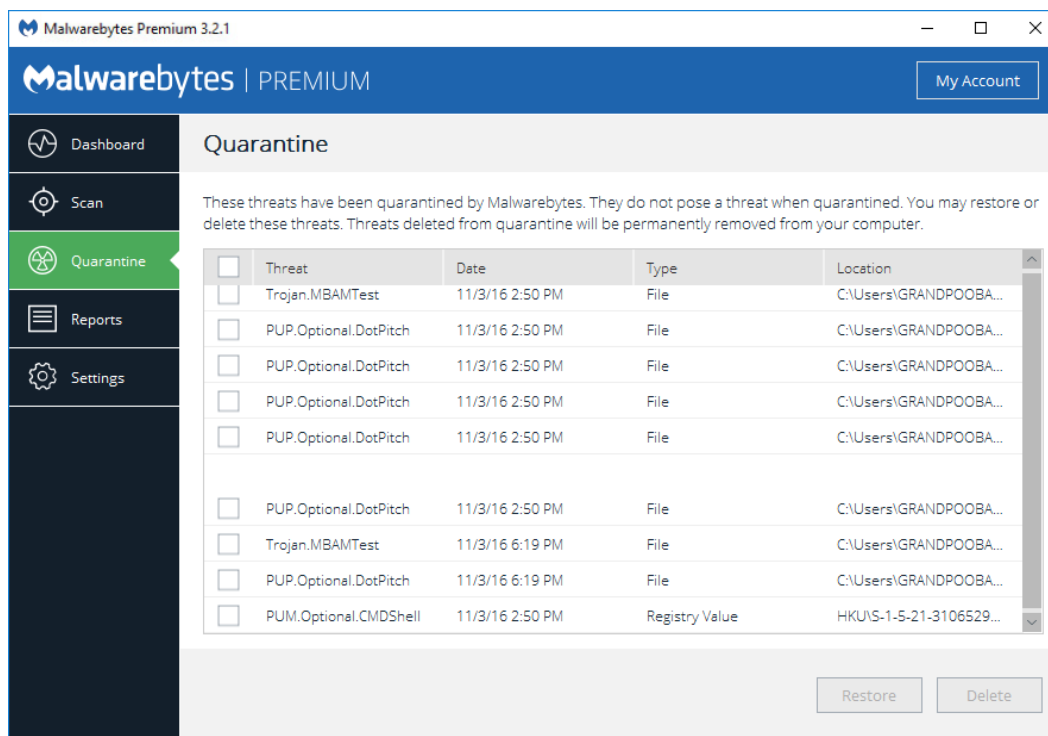 Malwarebytes Premium 3.2.1
Malwarebytes | PREMIUM
My Account
Dashboard
Scan
Quarantine
Reports
Settings
Quarantine
These threats have been quarantined by Malwarebytes. They do not pose a threat when quarantined. You may restore or
delete these threats. Threats deleted from quarantine will be permanently removed from your computer.
Threat Date Type Location
Trojan.MBAMTest 11/3/16 2:50 PM File C:\Users\GRANDPOOBA...
PUP.Optional.DotPitch 11/3/16 2:50 PM File C:\Users\GRANDPOOBA...
PUP.Optional.DotPitch 11/3/16 2:50 PM File C:\Users\GRANDPOOBA...
PUP.Optional.DotPitch 11/3/16 2:50 PM File C:\Users\GRANDPOOBA...
PUP.Optional.DotPitch 11/3/16 2:50 PM File C:\Users\GRANDPOOBA...
PUP.Optional.DotPitch 11/3/16 2:50 PM File C:\Users\GRANDPOOBA...
Trojan.MBAMTest 11/3/16 6:19 PM File C:\Users\GRANDPOOBA...
PUP.Optional.DotPitch 11/3/16 6:19 PM File C:\Users\GRANDPOOBA...
PUM.Optional.CMDShell 11/3/16 2:50 PM Registry Value HKU\S-1-5-21-3106529...
Restore
Delete